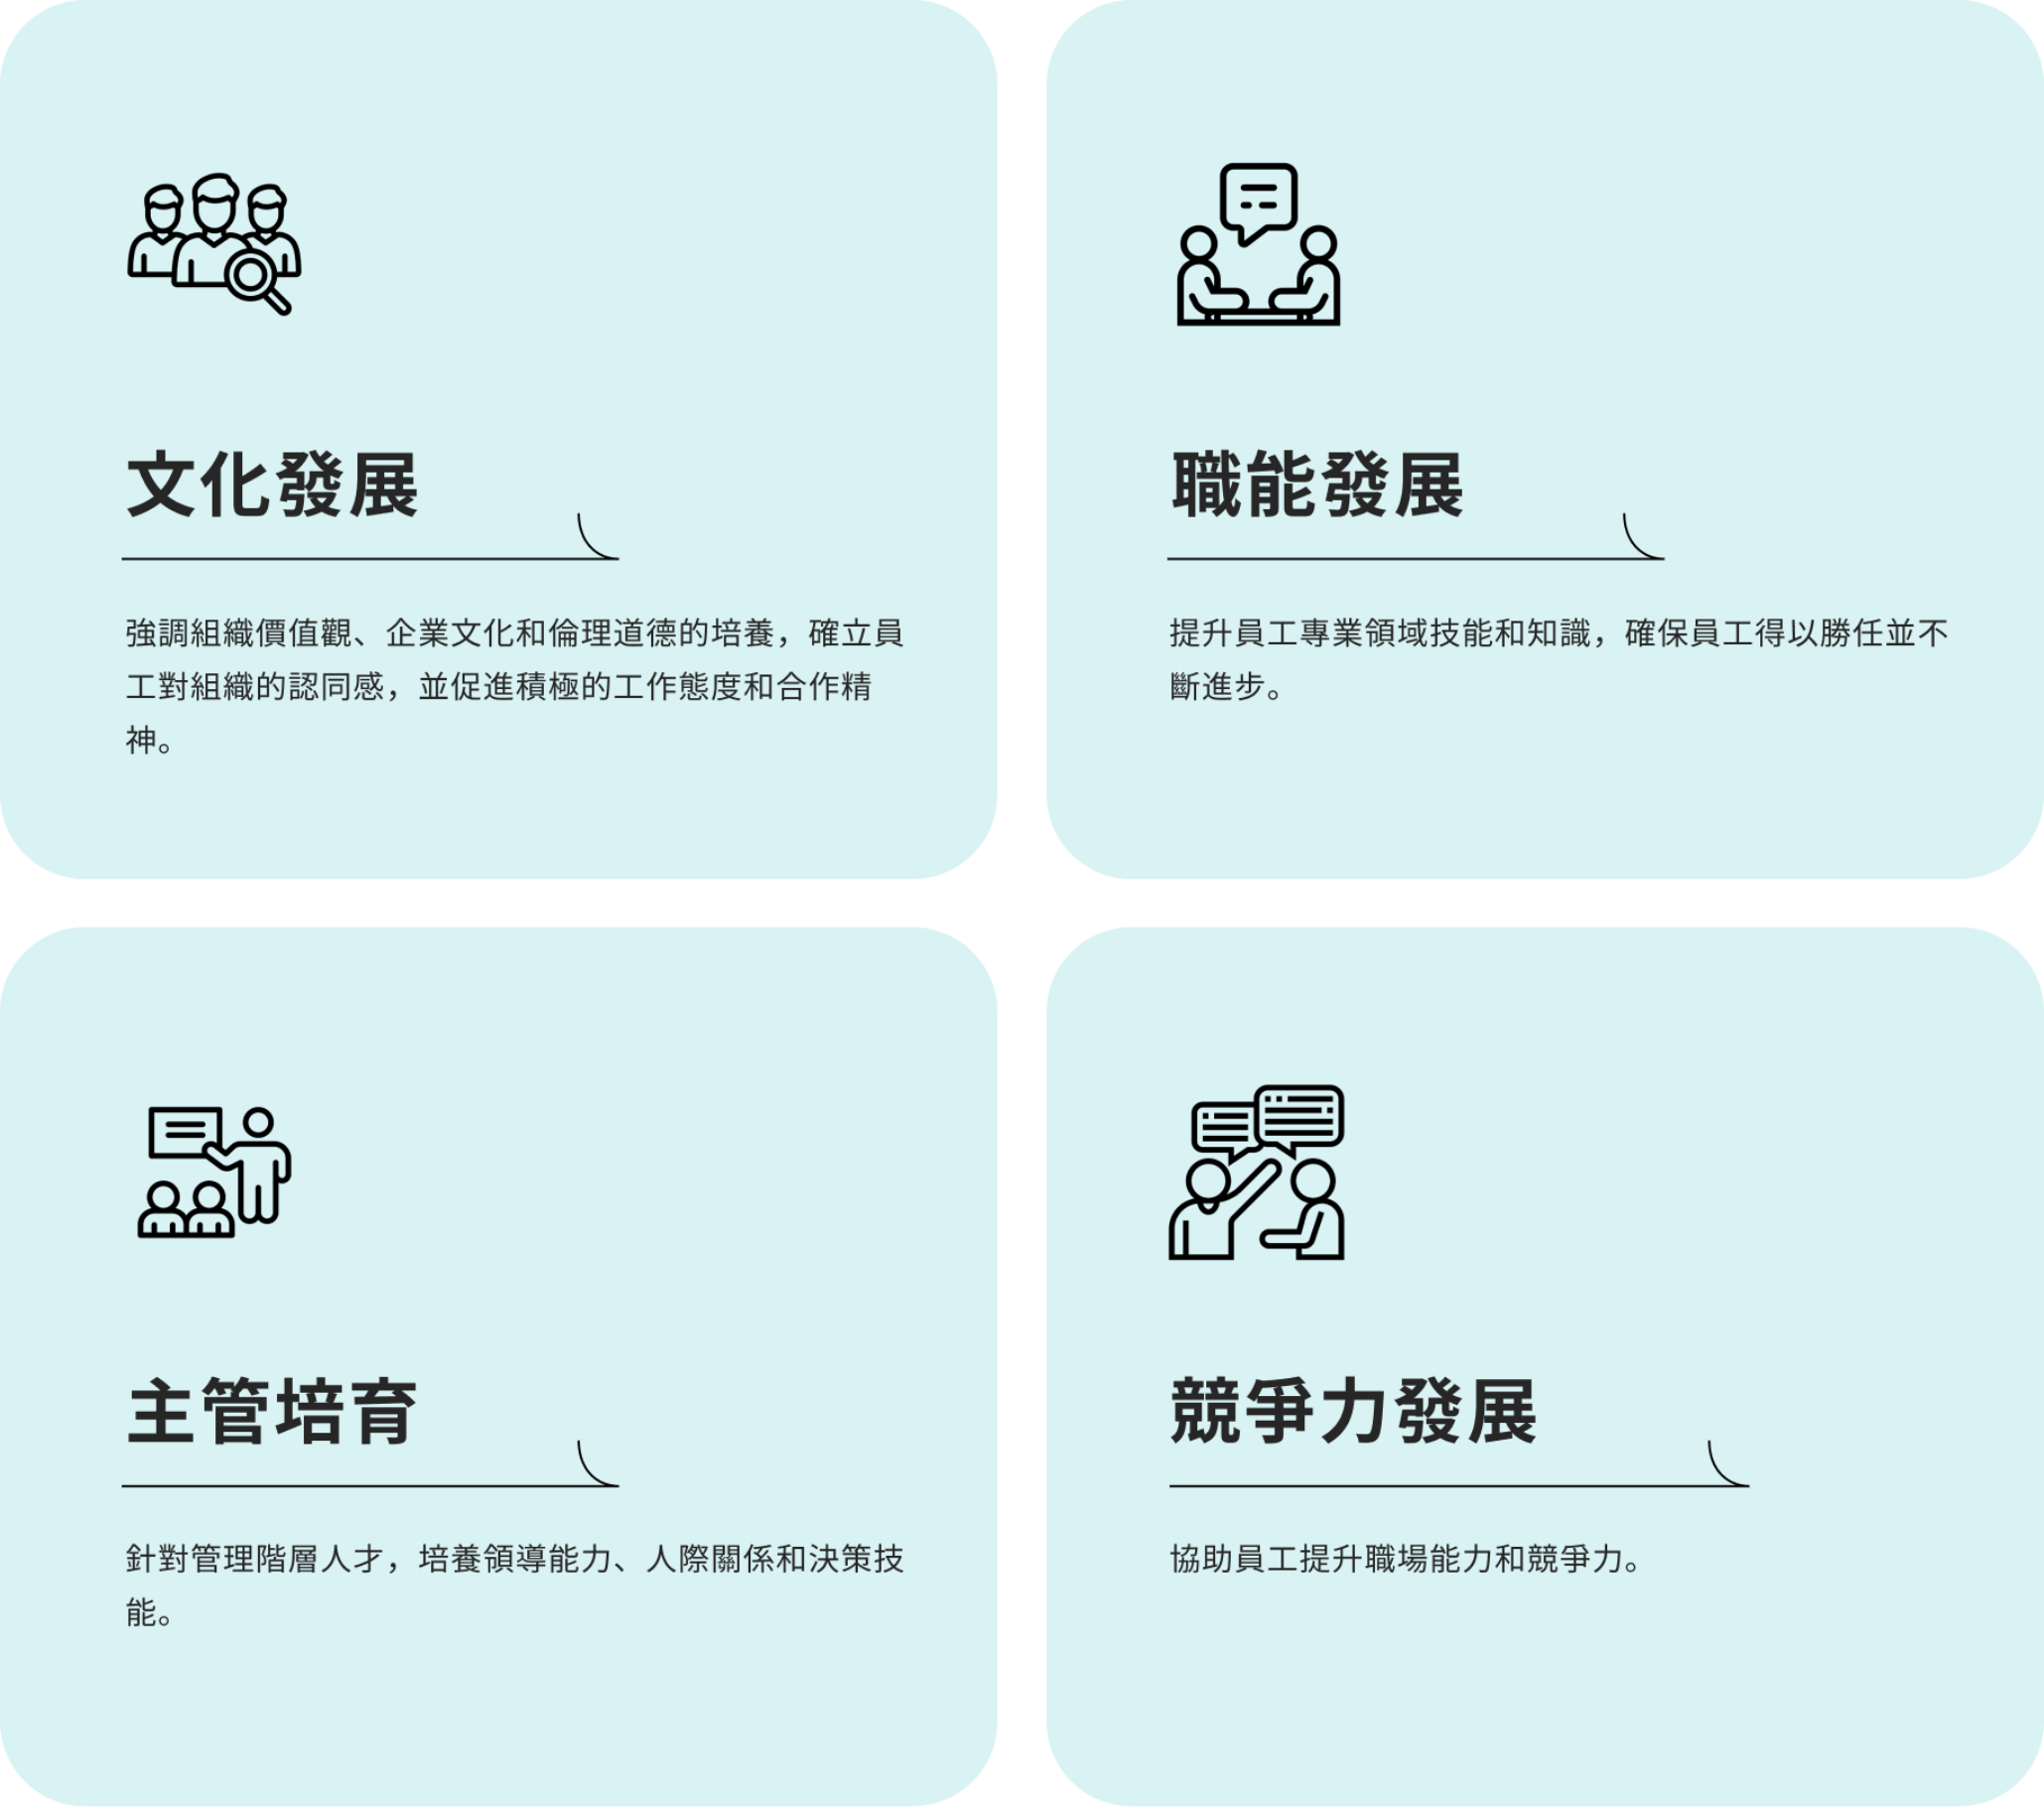 文化發展
強調組織價值觀、企業文化和倫理道德的培養，確立員
工對組織的認同感，並促進積極的工作態度和合作精
神。
職能發展
提升員工專業領域技能和知識，確保員工得以勝任並不
斷進步。
主管培育
針對管理階層人才，培養領導能力、人際關係和決策技
能。
競爭力發展
協助員工提升職場能力和競爭力。